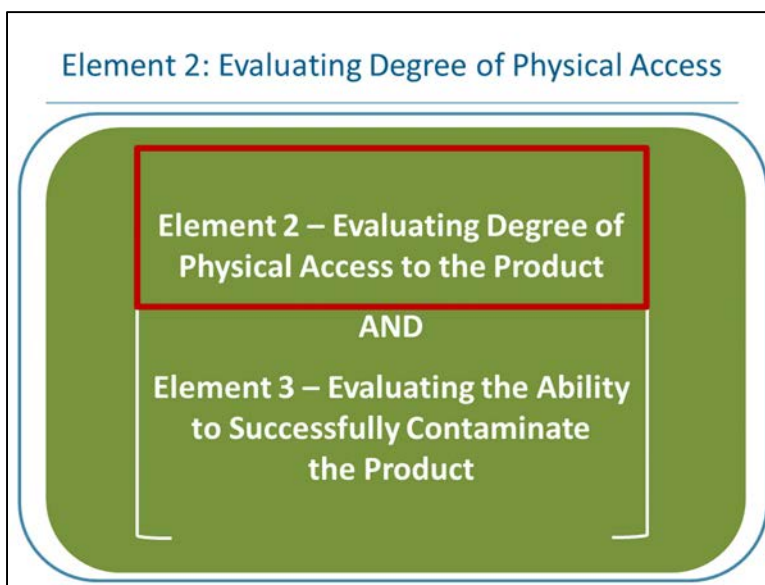 Element 2: Evaluating Degree of Physical Access
Element 2 – Evaluating Degree of
Physical Access to the Product
AND
Element 3 – Evaluating the Ability
to Successfully Contaminate
the Product